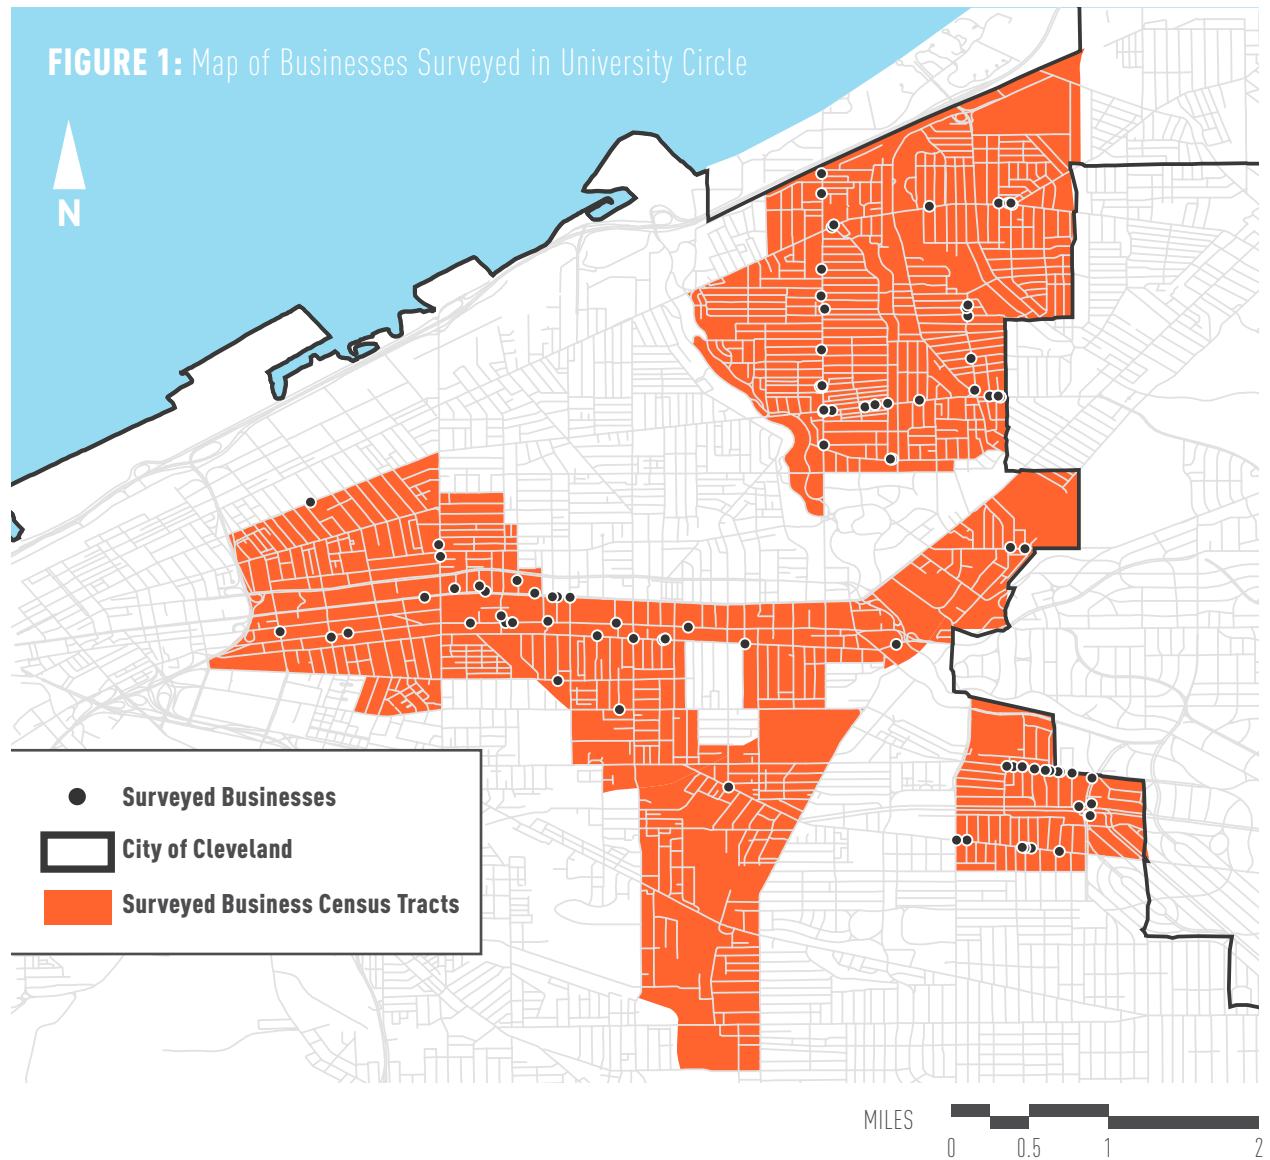 FIGURE 1: Map of Businesses Surveyed in University Circle
N
Surveyed Businesses
City of Cleveland
Surveyed Business Census Tracts
MILES
0 0.5 1 2